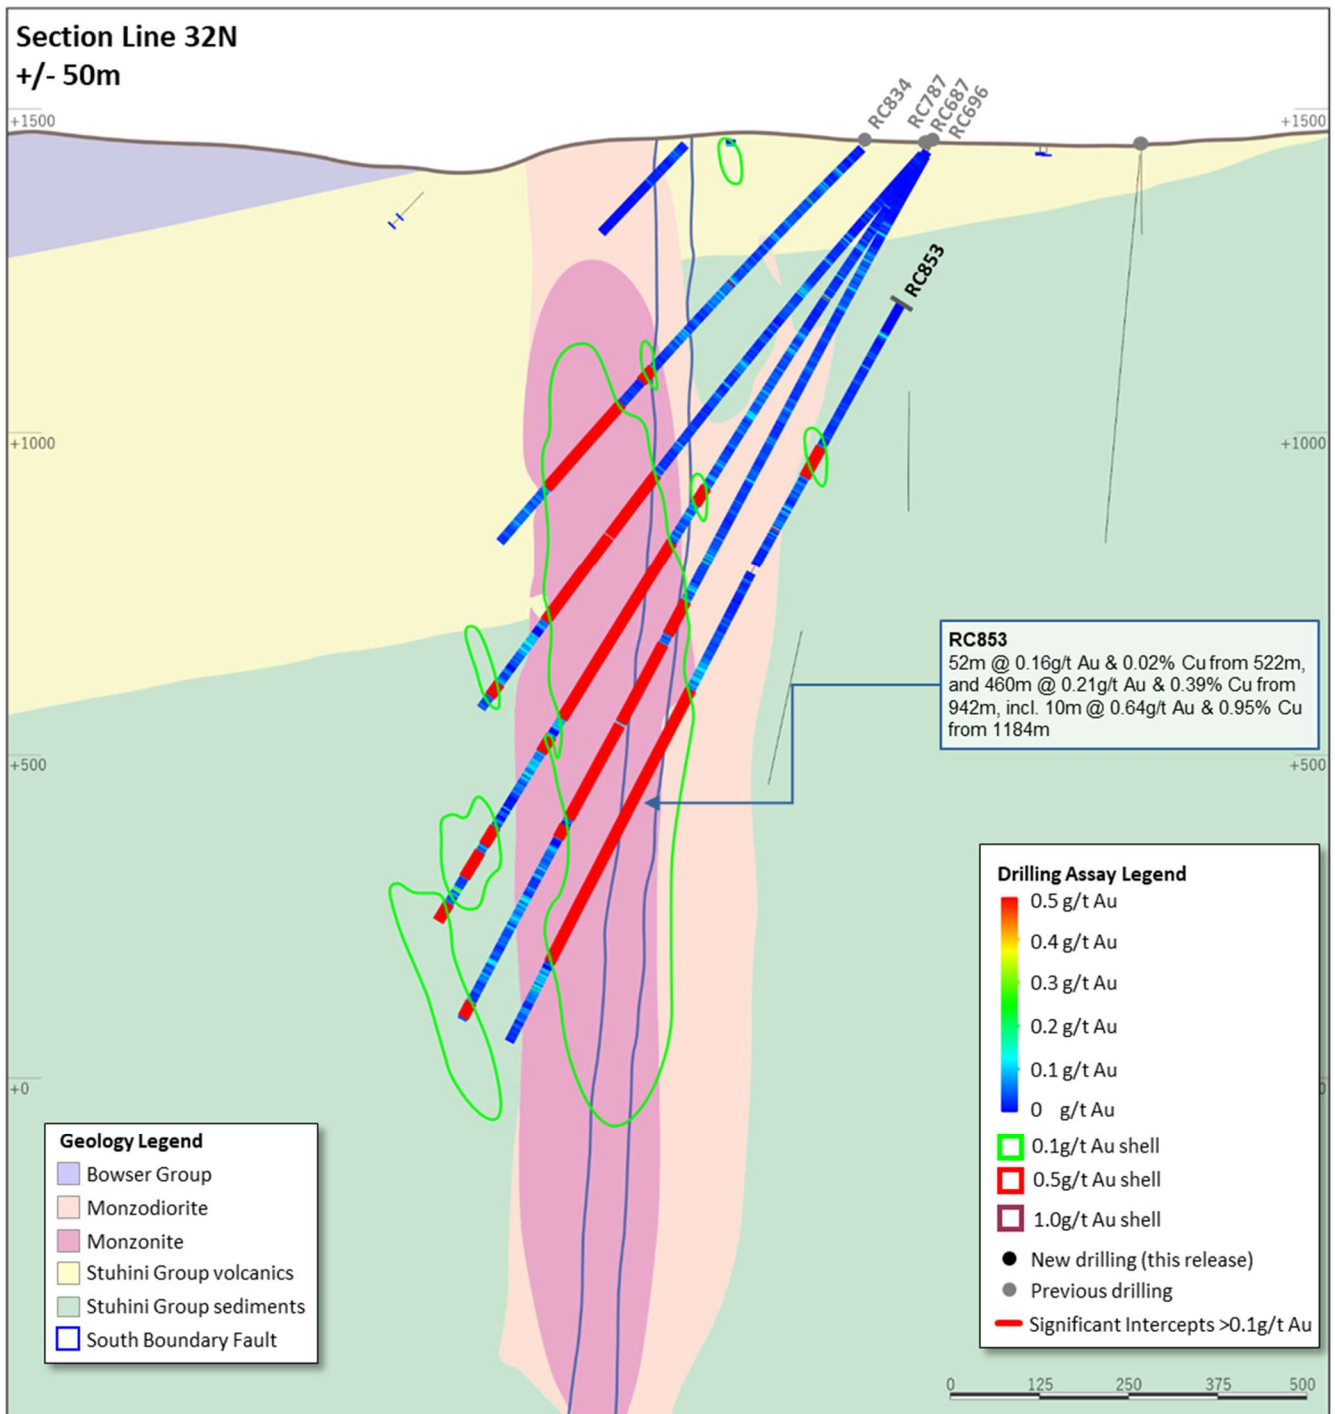 Section Line 32N
+/- 50m
RC834
RC787
RC687
RC696
+1500
+1500
RC853
+1000
+1000
RC853
52m @ 0.16g/t Au & 0.02% Cu from 522m,
and 460m @ 0.21g/t Au & 0.39% Cu from
942m, incl. 10m @ 0.64g/t Au & 0.95% Cu
from 1184m
+500
+500
Drilling Assay Legend
0.5 g/t Au
0.4 g/t Au
0.3 g/t Au
0.2 g/t Au
0.1 g/t Au
0 g/t Au
0.1g/t Au shell
0.5g/t Au shell
1.0g/t Au shell
New drilling (this release)
Previous drilling
Significant Intercepts >0.1g/t Au
+0
0
Geology Legend
Bowser Group
Monzodiorite
Monzonite
Stuhini Group volcanics
Stuhini Group sediments
South Boundary Fault
0 125 250 375 500